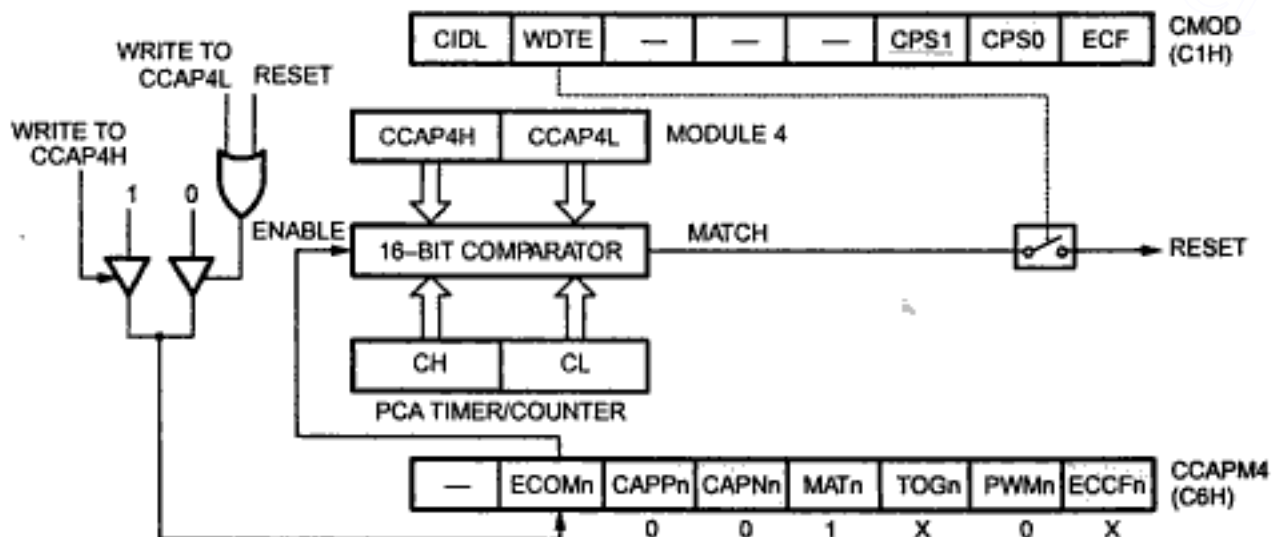 CIDL WDTE — — — CPS1 CPS0 ECF
CMOD
(C1H)
WRITE TO
CCAP4L
RESET
WRITE TO
CCAP4H
1 0
CCAP4H CCAP4L
MODULE 4
ENABLE
16–BIT COMPARATOR
MATCH
RESET
CH CL
PCA TIMER/COUNTER
— ECOMn CAPPn CAPNn MATn TOGn PWMn ECCFn
CCAPM4
(C6H)
0 0 1 X 0 X